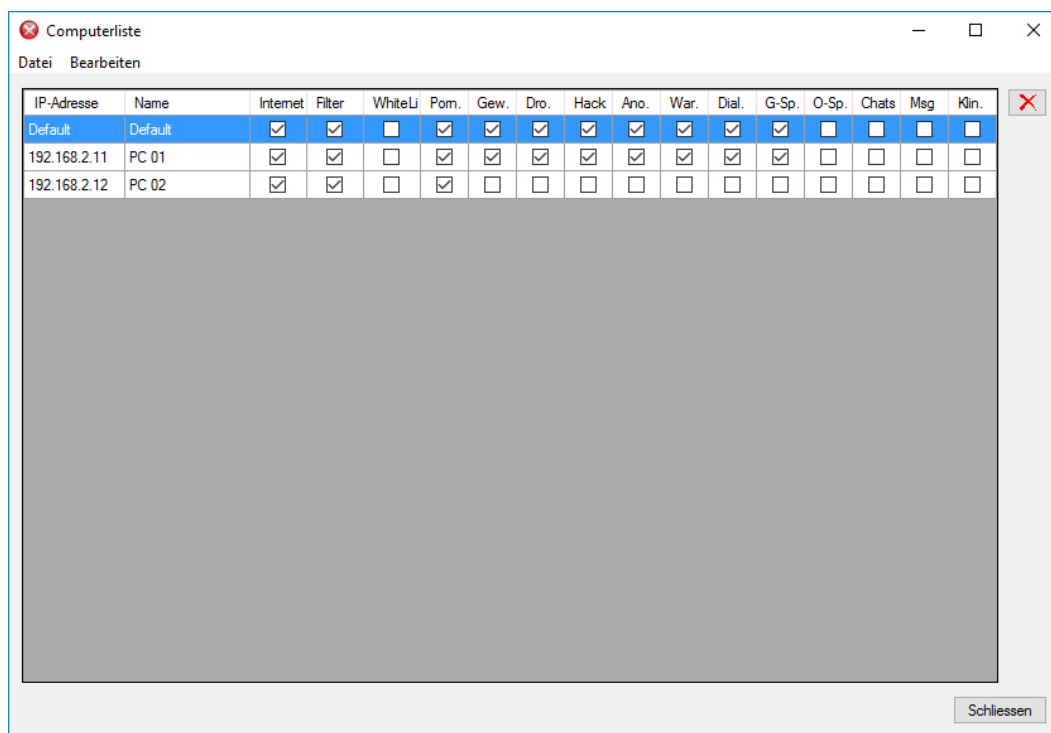 Computerliste
Datei Bearbeiten
IP-Adresse Name Internet Filter WhiteLi Porn. Gew. Dro. Hack Ano. War. Dial. G-Sp. O-Sp. Chats Msg Klin.
Default Default
192.168.2.11 PC 01
192.168.2.12 PC 02
Schliessen